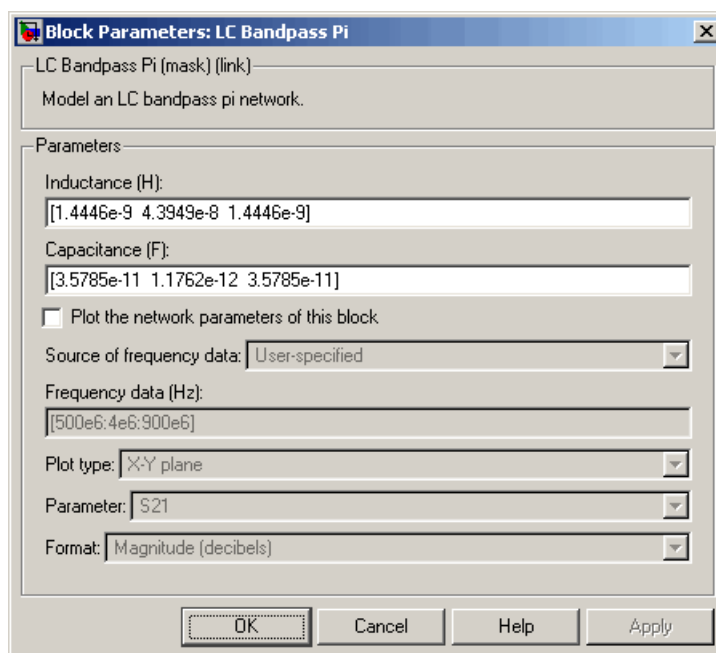 Block Parameters: LC Bandpass Pi
LC Bandpass Pi (mask) (link)
Model an LC bandpass pi network.
Parameters
Inductance (H):
[1.4446e-9  4.3949e-8  1.4446e-9]
Capacitance (F):
[3.5785e-11  1.1762e-12  3.5785e-11]
Plot the network parameters of this block
Source of frequency data: User-specified
Frequency data (Hz):
[500e6:4e6:900e6]
Plot type: X-Y plane
Parameter: S21
Format: Magnitude (decibels)
OK Cancel Help Apply